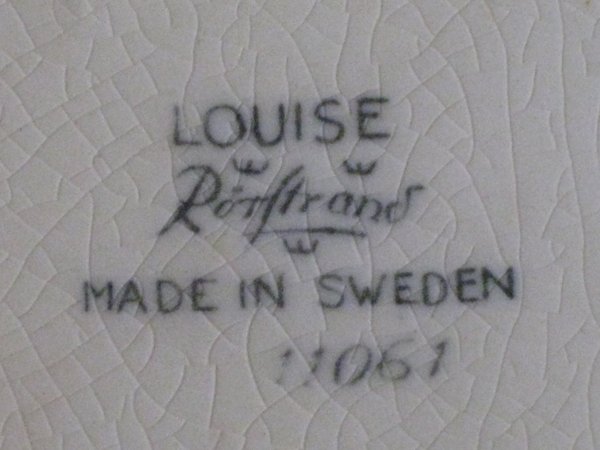 LOUISE
Rörstrand
MADE IN SWEDEN
11061